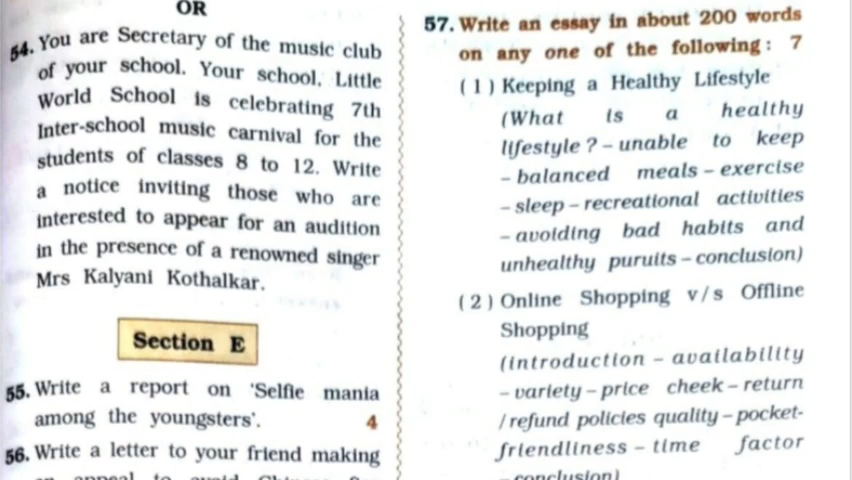 OR
54. You are Secretary of the music club
of your school. Your school, Little
World School is celebrating 7th
Inter-school music carnival for the
students of classes 8 to 12. Write
a notice inviting those who are
interested to appear for an audition
in the presence of a renowned singer
Mrs Kalyani Kothalkar.
Section E
55. Write a report on 'Selfie mania
among the youngsters'. 4
56. Write a letter to your friend making
an appeal to avoid Chinese
57. Write an essay in about 200 words
on any one of the following : 7
( 1 ) Keeping a Healthy Lifestyle
(What is a healthy
lifestyle ? – unable to keep
– balanced meals – exercise
– sleep – recreational activities
– avoiding bad habits and
unhealthy puruits – conclusion)
( 2 ) Online Shopping v/s Offline
Shopping
(introduction – availability
– variety – price cheek – return
/ refund policies quality – pocket-
friendliness – time factor
– conclusion)